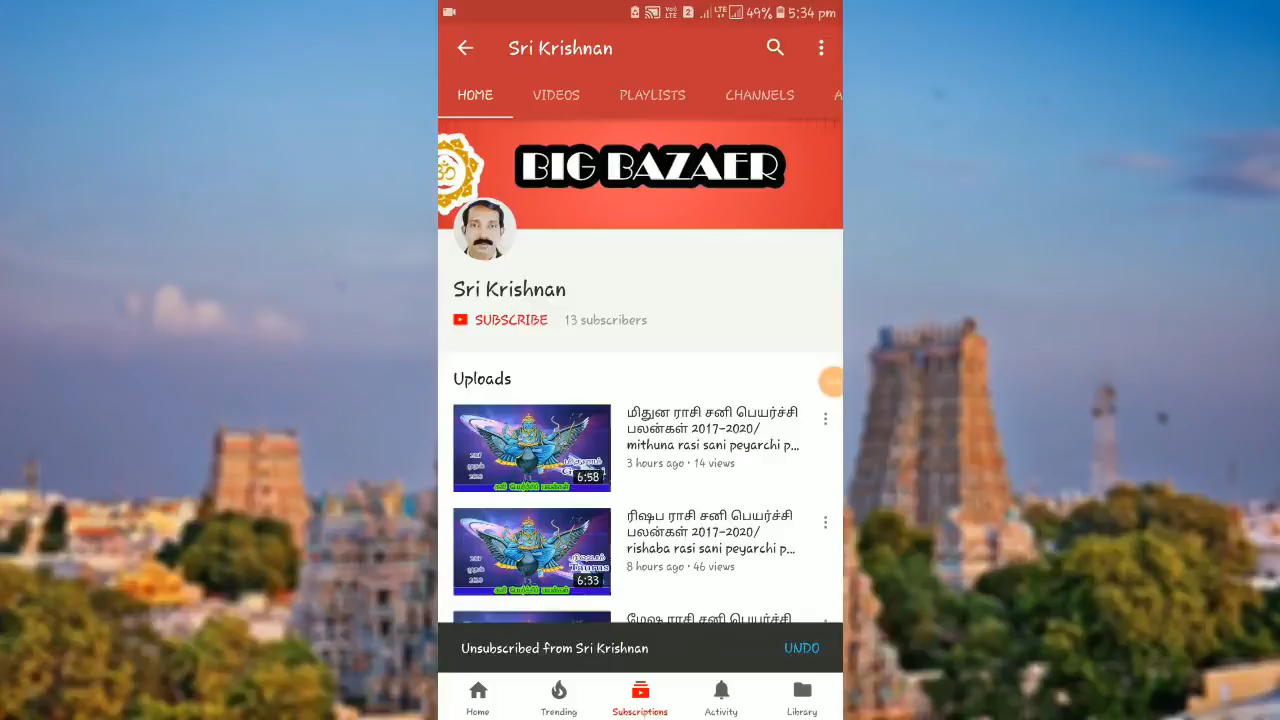 49% 5:34 pm
Sri Krishnan
HOME VIDEOS PLAYLISTS CHANNELS A
BIG BAZAER
Sri Krishnan
SUBSCRIBE 13 subscribers
Uploads
மிதுன ராசி சனி பெயர்ச்சி
பலன்கள் 2017-2020/
mithuna rasi sani peyarchi p...
3 hours ago • 14 views
6:58
ரிஷப ராசி சனி பெயர்ச்சி
பலன்கள் 2017-2020/
rishaba rasi sani peyarchi p...
8 hours ago • 46 views
Taurus
6:33
மேஷ ராசி சனி பெயர்ச்சி
Unsubscribed from Sri Krishnan UNDO
Home Trending Subscriptions Activity Library